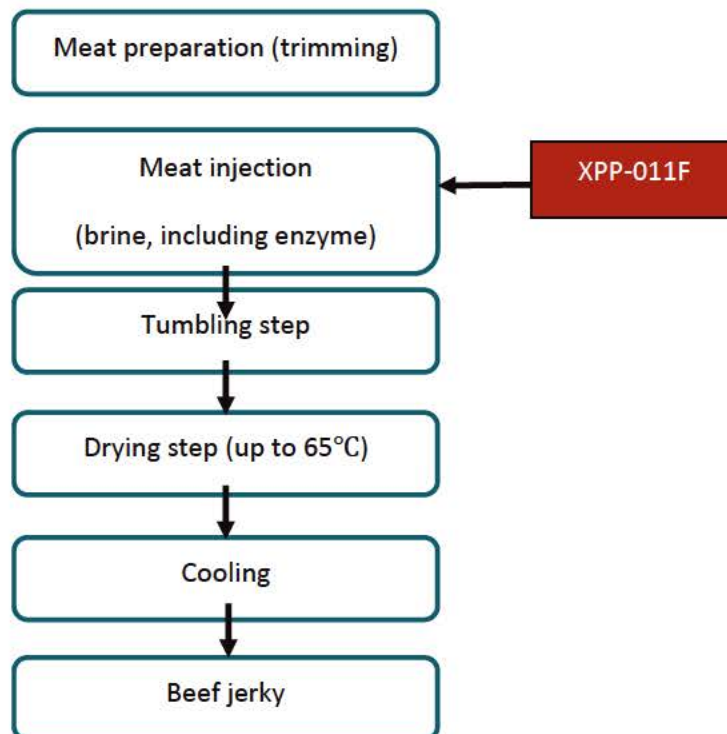 Meat preparation (trimming)
Meat injection
XPP-011F
(brine, including enzyme)
Tumbling step
Drying step (up to 65℃)
Cooling
Beef jerky